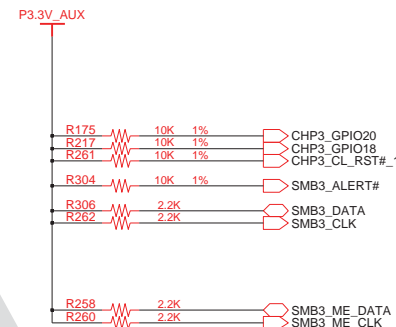 P3.3V_AUX
R175 10K 1% CHP3_GPIO20
R217 10K 1% CHP3_GPIO18
R261 10K 1% CHP3_CL_RST#_1
R304 10K 1% SMB3_ALERT#
R306 2.2K SMB3_DATA
R262 2.2K SMB3_CLK
R258 2.2K SMB3_ME_DATA
R260 2.2K SMB3_ME_CLK